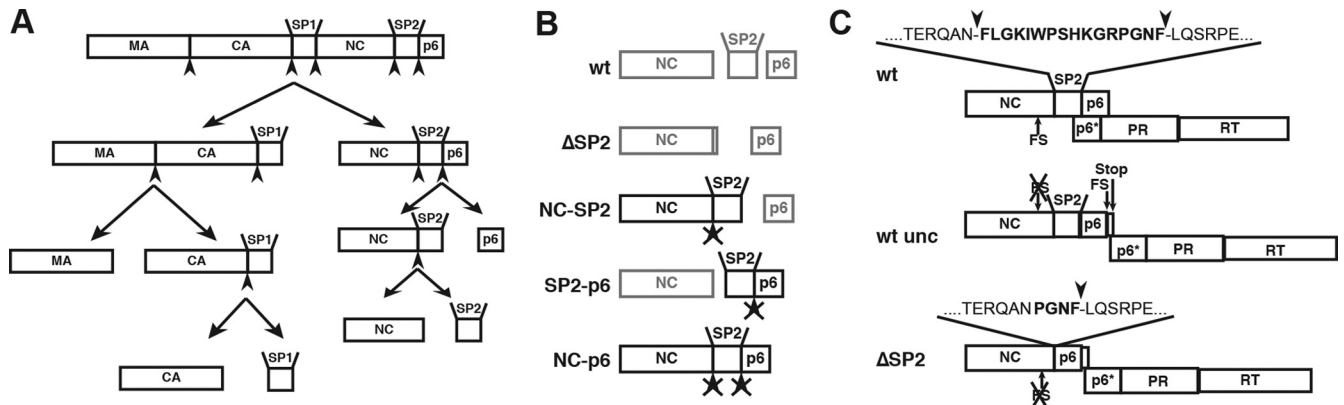 A
SP1 SP2
MA CA NC p6
SP1 SP2
MA CA NC p6
SP1 SP2
MA CA NC p6
SP2
NC
SP1
CA
B
SP2
wt NC p6
ΔSP2 NC p6
SP2
NC-SP2 NC p6
SP2
SP2-p6 NC p6
SP2
NC-p6 NC p6
C
....TERQAN-FLGKIWPSHKGRPGNF-LQSRPE...
wt
SP2
NC p6
p6* PR RT
FS
Stop
FS FS
SP2
wt unc NC p6
p6* PR RT
....TERQANPGNF-LQSRPE...
ΔSP2 NC p6
p6* PR RT
FS